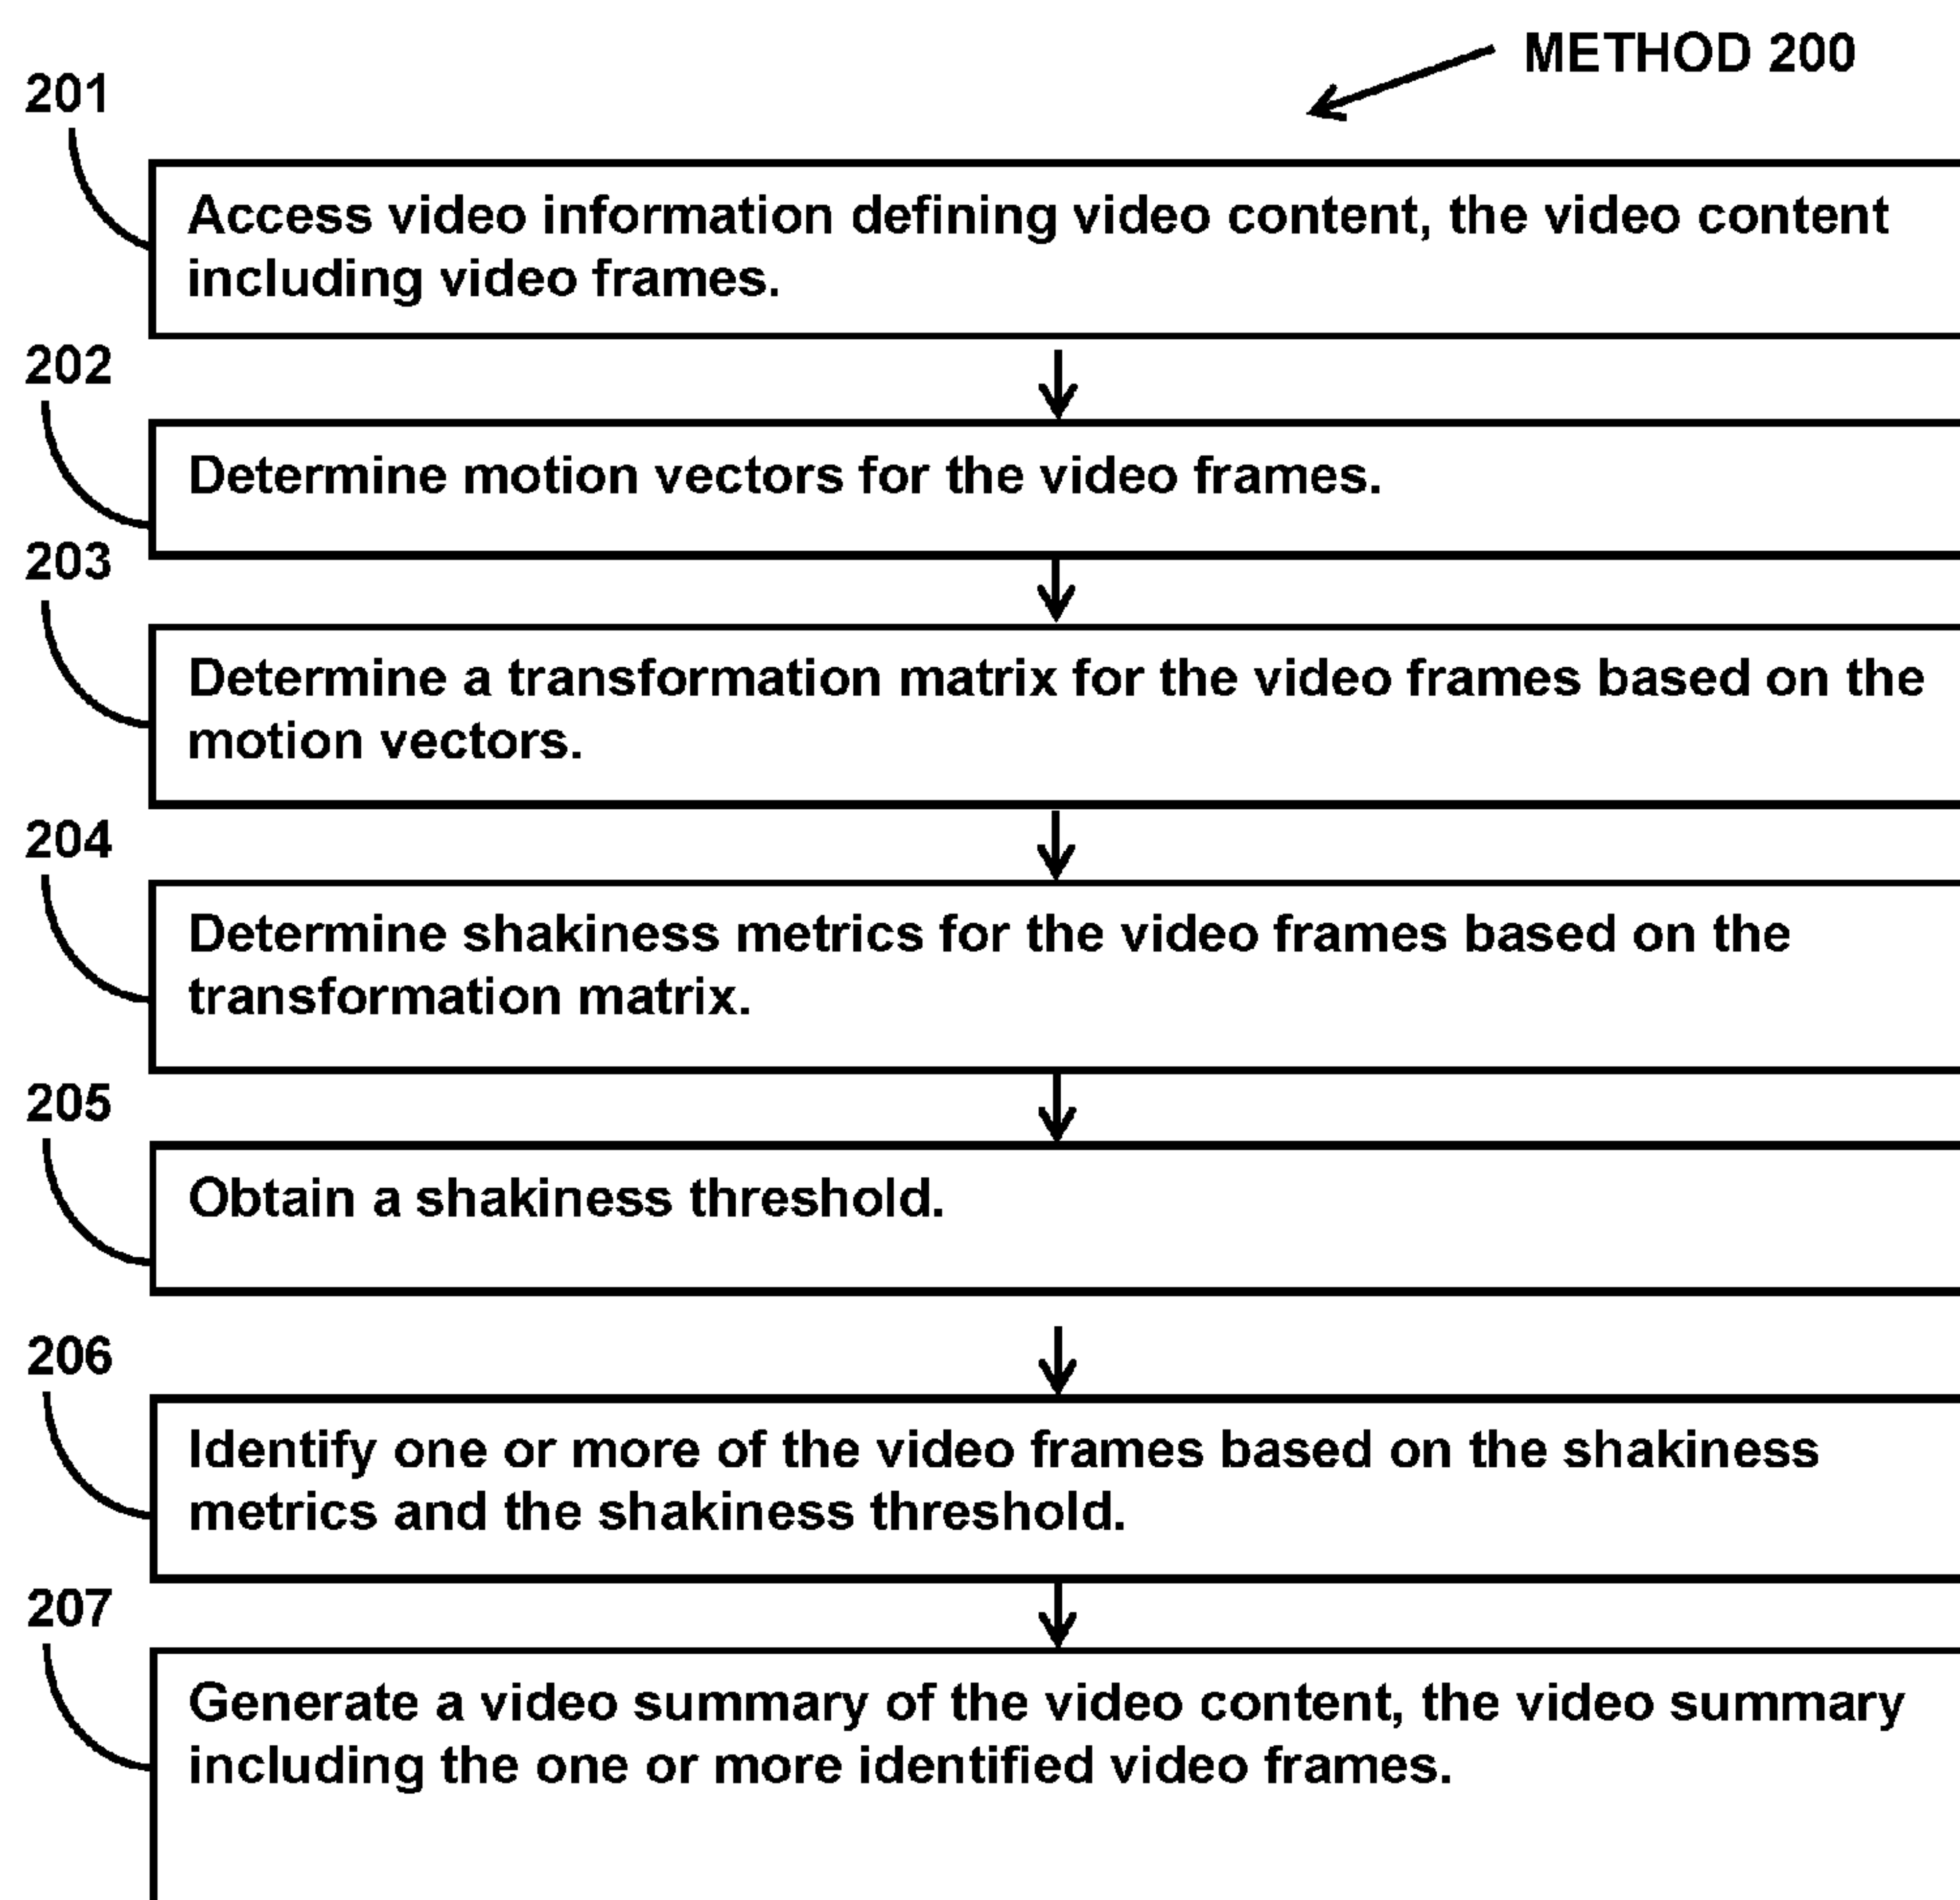 METHOD 200
201
Access video information defining video content, the video content
including video frames.
202
Determine motion vectors for the video frames.
203
Determine a transformation matrix for the video frames based on the
motion vectors.
204
Determine shakiness metrics for the video frames based on the
transformation matrix.
205
Obtain a shakiness threshold.
206
Identify one or more of the video frames based on the shakiness
metrics and the shakiness threshold.
207
Generate a video summary of the video content, the video summary
including the one or more identified video frames.